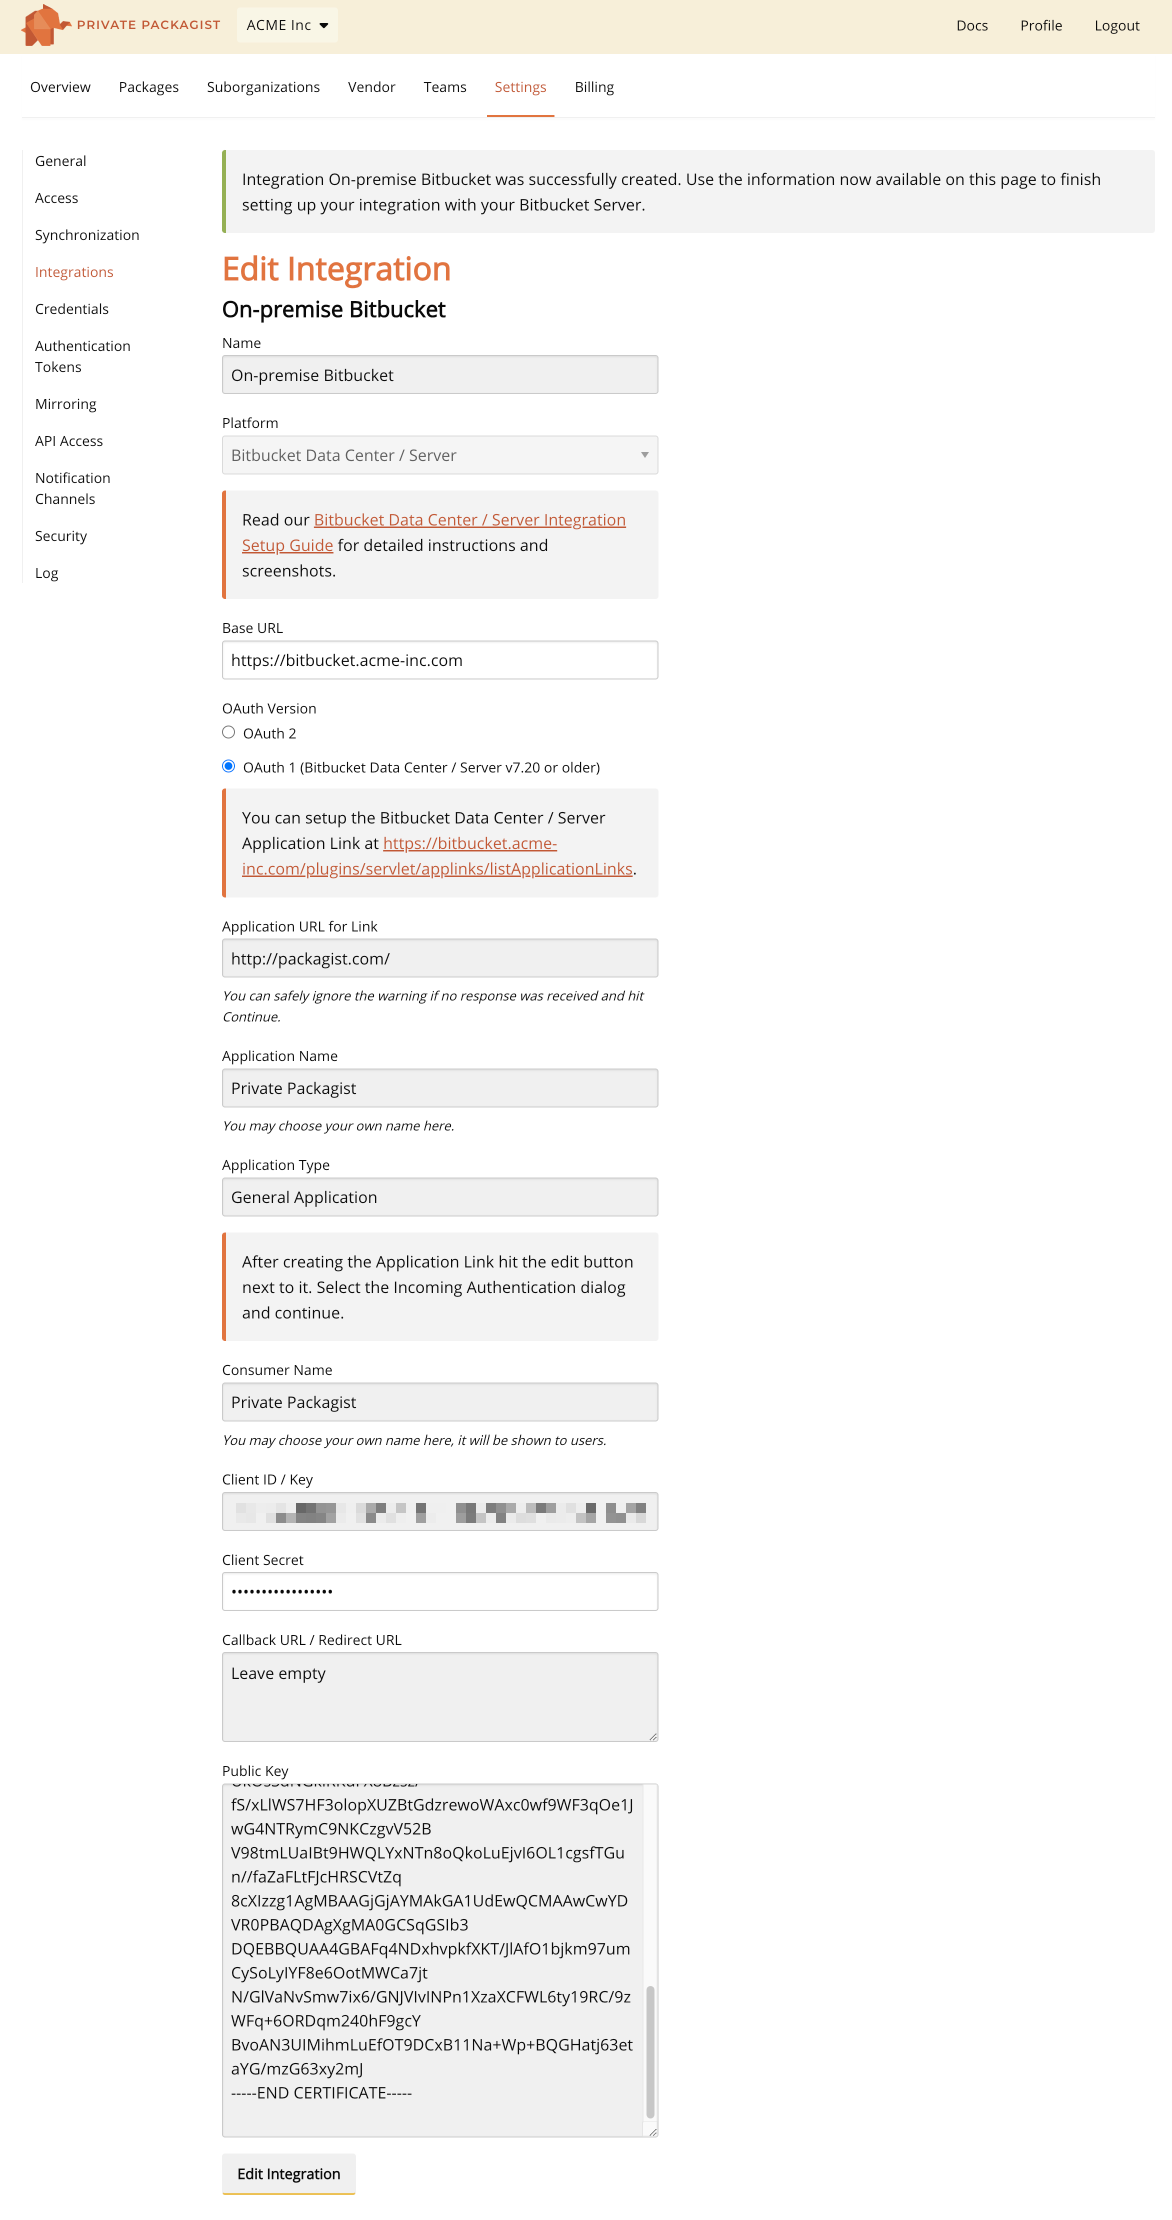 PRIVATE PACKAGIST
ACME Inc
Docs
Profile
Logout
Overview
Packages
Suborganizations
Vendor
Teams
Settings
Billing
General
Access
Synchronization
Integrations
Credentials
Authentication
Tokens
Mirroring
API Access
Notification
Channels
Security
Log
Integration On-premise Bitbucket was successfully created. Use the information now available on this page to finish
setting up your integration with your Bitbucket Server.
Edit Integration
On-premise Bitbucket
Name
On-premise Bitbucket
Platform
Bitbucket Data Center / Server
Read our Bitbucket Data Center / Server Integration
Setup Guide for detailed instructions and
screenshots.
Base URL
https://bitbucket.acme-inc.com
OAuth Version
OAuth 2
OAuth 1 (Bitbucket Data Center / Server v7.20 or older)
You can setup the Bitbucket Data Center / Server
Application Link at https://bitbucket.acme-
inc.com/plugins/servlet/applinks/listApplicationLinks.
Application URL for Link
http://packagist.com/
You can safely ignore the warning if no response was received and hit
Continue.
Application Name
Private Packagist
You may choose your own name here.
Application Type
General Application
After creating the Application Link hit the edit button
next to it. Select the Incoming Authentication dialog
and continue.
Consumer Name
Private Packagist
You may choose your own name here, it will be shown to users.
Client ID / Key
Client Secret
•••••••••••••••••
Callback URL / Redirect URL
Leave empty
Public Key
fS/xLlWS7HF3olopXUZBtGdzrewoWAxc0wf9WF3qOe1J
wG4NTRymC9NKCzgvV52B
V98tmLUaIBt9HWQLYxNTn8oQkoLuEjvI6OL1cgsfTGu
n//faZaFLtFJcHRSCVtZq
8cXIzzg1AgMBAAGjGjAYMAkGA1UdEwQCMAAwCwYD
VR0PBAQDAgXgMA0GCSqGSIb3
DQEBBQUAA4GBAFq4NDxhvpkfXKT/JlAfO1bjkm97um
CySoLyIYF8e6OotMWCa7jt
N/GlVaNvSmw7ix6/GNJVIvINPn1XzaXCFWL6ty19RC/9z
WFq+6ORDqm240hF9gcY
BvoAN3UIMihmLuEfOT9DCxB11Na+Wp+BQGHatj63et
aYG/mzG63xy2mJ
-----END CERTIFICATE-----
Edit Integration